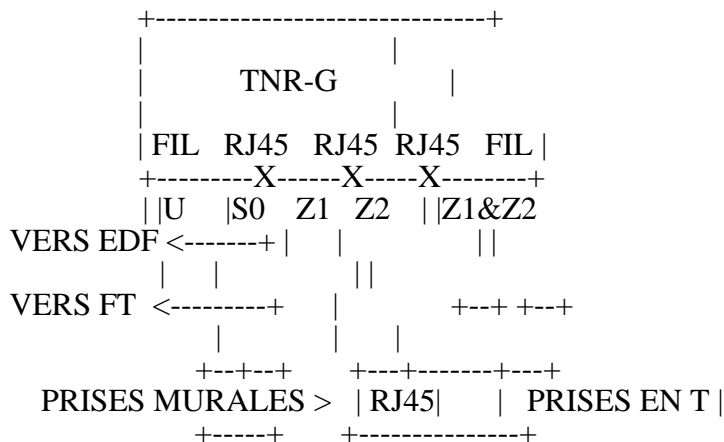 +------------------------------+
| |
| TNR-G |
| |
| FIL RJ45 RJ45 RJ45 FIL |
+---------X------X-----X--------+
| |U |S0 Z1 Z2 | |Z1&Z2
VERS EDF <-------+ | | | |
| | | |
VERS FT <---------+ | +--+ +--+
| | |
+--+--+ +---+-------+---+
PRISES MURALES > | RJ45| | PRISES EN T |
+-----+ +---------------+